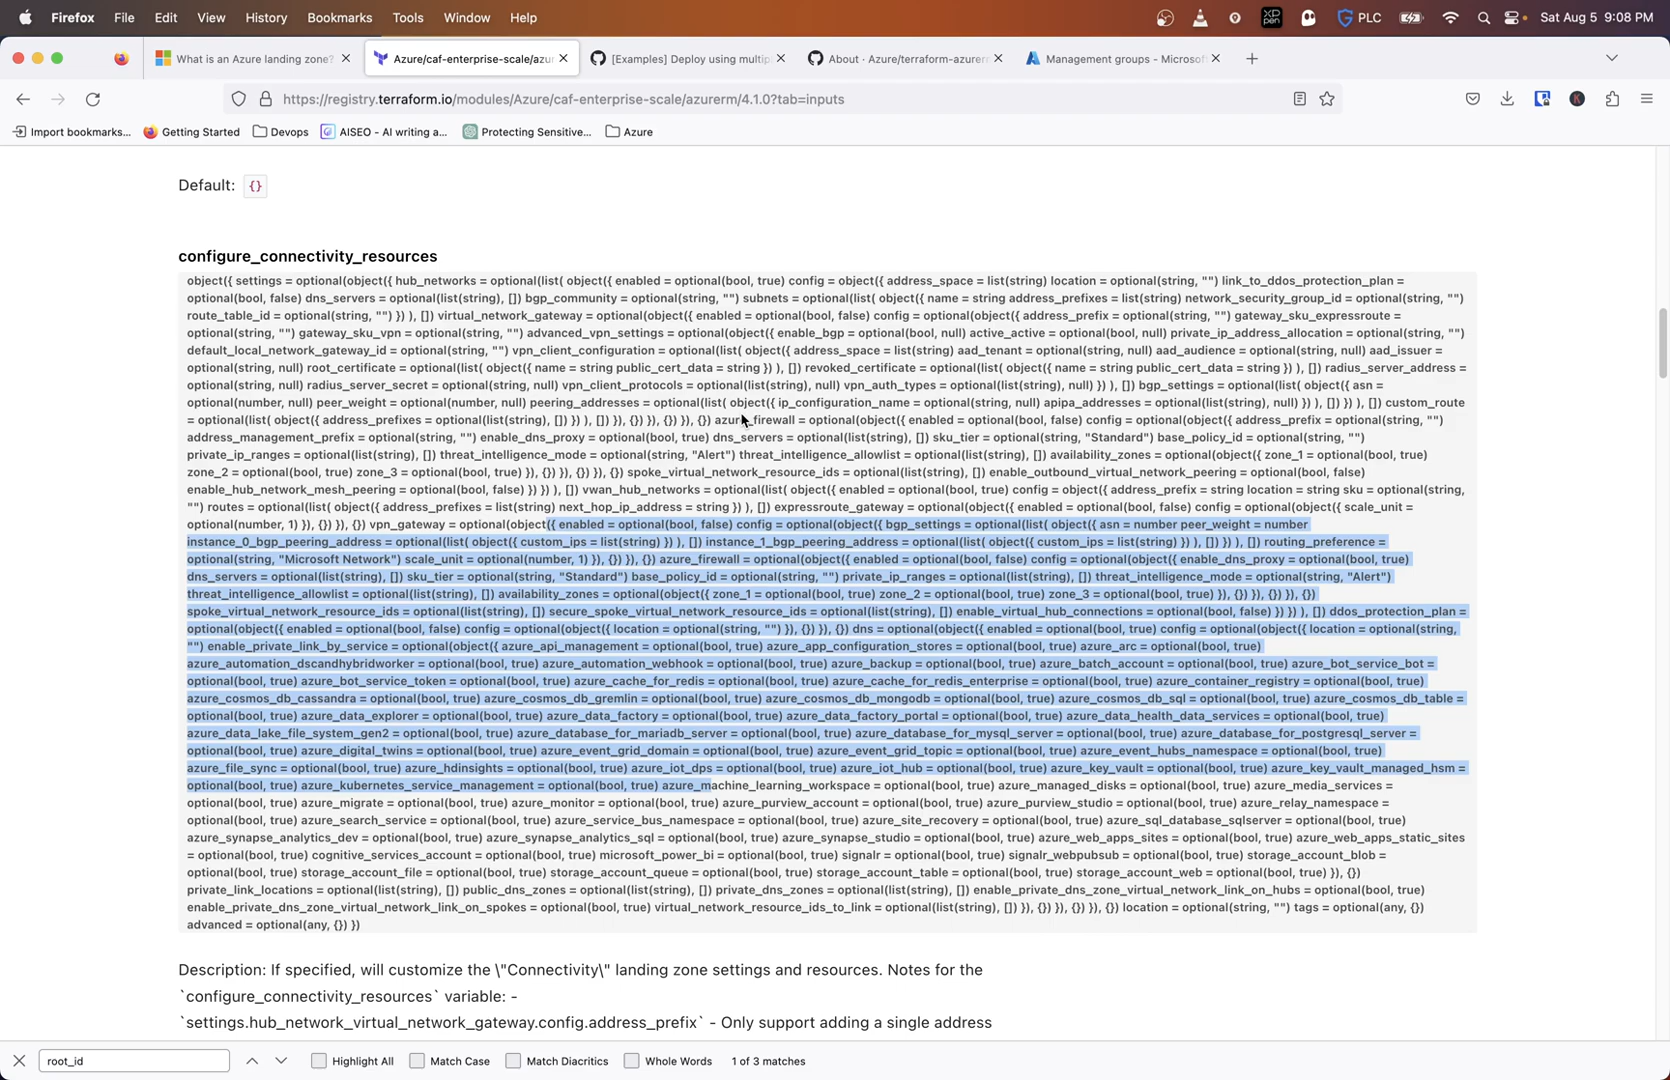 Firefox File Edit View History Bookmarks Tools Window Help PLC Sat Aug 5 9:08 PM
What is an Azure landing zone? Azure/caf-enterprise-scale/azur [Examples] Deploy using multip About · Azure/terraform-azurer Management groups - Microsof
https://registry.terraform.io/modules/Azure/caf-enterprise-scale/azurerm/4.1.0?tab=inputs
Import bookmarks... Getting Started Devops AISEO - AI writing a... Protecting Sensitive... Azure
Default: {}
configure_connectivity_resources
object({ settings = optional(object({ hub_networks = optional(list( object({ enabled = optional(bool, true) config = object({ address_space = list(string) location = optional(string, "") link_to_ddos_protection_plan =
optional(bool, false) dns_servers = optional(list(string), []) bgp_community = optional(string, "") subnets = optional(list( object({ name = string address_prefixes = list(string) network_security_group_id = optional(string, "")
route_table_id = optional(string, "") }) ), []) virtual_network_gateway = optional(object({ enabled = optional(bool, false) config = optional(object({ address_prefix = optional(string, "") gateway_sku_expressroute =
optional(string, "") gateway_sku_vpn = optional(string, "") advanced_vpn_settings = optional(object({ enable_bgp = optional(bool, null) active_active = optional(bool, null) private_ip_address_allocation = optional(string, "")
default_local_network_gateway_id = optional(string, "") vpn_client_configuration = optional(list( object({ address_space = list(string) aad_tenant = optional(string, null) aad_audience = optional(string, null) aad_issuer =
optional(string, null) root_certificate = optional(list( object({ name = string public_cert_data = string }) ), []) revoked_certificate = optional(list( object({ name = string public_cert_data = string }) ), []) radius_server_address =
optional(string, null) radius_server_secret = optional(string, null) vpn_client_protocols = optional(list(string), null) vpn_auth_types = optional(list(string), null) }) ), []) bgp_settings = optional(list( object({ asn =
optional(number, null) peer_weight = optional(number, null) peering_addresses = optional(list( object({ ip_configuration_name = optional(string, null) apipa_addresses = optional(list(string), null) }) ), []) }) ), []) custom_route
= optional(list( object({ address_prefixes = optional(list(string), []) }) ), []) }), {}) }), {}) }), {}) azure_firewall = optional(object({ enabled = optional(bool, false) config = optional(object({ address_prefix = optional(string, "")
address_management_prefix = optional(string, "") enable_dns_proxy = optional(bool, true) dns_servers = optional(list(string), []) sku_tier = optional(string, "Standard") base_policy_id = optional(string, "")
private_ip_ranges = optional(list(string), []) threat_intelligence_mode = optional(string, "Alert") threat_intelligence_allowlist = optional(list(string), []) availability_zones = optional(object({ zone_1 = optional(bool, true)
zone_2 = optional(bool, true) zone_3 = optional(bool, true) }), {}) }), {}) }), {}) spoke_virtual_network_resource_ids = optional(list(string), []) enable_outbound_virtual_network_peering = optional(bool, false)
enable_hub_network_mesh_peering = optional(bool, false) }) }) ), []) vwan_hub_networks = optional(list( object({ enabled = optional(bool, true) config = object({ address_prefix = string location = string sku = optional(string,
"") routes = optional(list( object({ address_prefixes = list(string) next_hop_ip_address = string }) ), []) expressroute_gateway = optional(object({ enabled = optional(bool, false) config = optional(object({ scale_unit =
optional(number, 1) }), {}) }), {}) vpn_gateway = optional(object({ enabled = optional(bool, false) config = optional(object({ bgp_settings = optional(list( object({ asn = number peer_weight = number
instance_0_bgp_peering_address = optional(list( object({ custom_ips = list(string) }) ), []) instance_1_bgp_peering_address = optional(list( object({ custom_ips = list(string) }) ), []) }) ), []) routing_preference =
optional(string, "Microsoft Network") scale_unit = optional(number, 1) }), {}) }), {}) azure_firewall = optional(object({ enabled = optional(bool, false) config = optional(object({ enable_dns_proxy = optional(bool, true)
dns_servers = optional(list(string), []) sku_tier = optional(string, "Standard") base_policy_id = optional(string, "") private_ip_ranges = optional(list(string), []) threat_intelligence_mode = optional(string, "Alert")
threat_intelligence_allowlist = optional(list(string), []) availability_zones = optional(object({ zone_1 = optional(bool, true) zone_2 = optional(bool, true) zone_3 = optional(bool, true) }), {}) }), {}) }), {})
spoke_virtual_network_resource_ids = optional(list(string), []) secure_spoke_virtual_network_resource_ids = optional(list(string), []) enable_virtual_hub_connections = optional(bool, false) }) }) ), []) ddos_protection_plan =
optional(object({ enabled = optional(bool, false) config = optional(object({ location = optional(string, "") }), {}) }), {}) dns = optional(object({ enabled = optional(bool, true) config = optional(object({ location = optional(string,
"") enable_private_link_by_service = optional(object({ azure_api_management = optional(bool, true) azure_app_configuration_stores = optional(bool, true) azure_arc = optional(bool, true)
azure_automation_dscandhybridworker = optional(bool, true) azure_automation_webhook = optional(bool, true) azure_backup = optional(bool, true) azure_batch_account = optional(bool, true) azure_bot_service_bot =
optional(bool, true) azure_bot_service_token = optional(bool, true) azure_cache_for_redis = optional(bool, true) azure_cache_for_redis_enterprise = optional(bool, true) azure_container_registry = optional(bool, true)
azure_cosmos_db_cassandra = optional(bool, true) azure_cosmos_db_gremlin = optional(bool, true) azure_cosmos_db_mongodb = optional(bool, true) azure_cosmos_db_sql = optional(bool, true) azure_cosmos_db_table =
optional(bool, true) azure_data_explorer = optional(bool, true) azure_data_factory = optional(bool, true) azure_data_factory_portal = optional(bool, true) azure_data_health_data_services = optional(bool, true)
azure_data_lake_file_system_gen2 = optional(bool, true) azure_database_for_mariadb_server = optional(bool, true) azure_database_for_mysql_server = optional(bool, true) azure_database_for_postgresql_server =
optional(bool, true) azure_digital_twins = optional(bool, true) azure_event_grid_domain = optional(bool, true) azure_event_grid_topic = optional(bool, true) azure_event_hubs_namespace = optional(bool, true)
azure_file_sync = optional(bool, true) azure_hdinsights = optional(bool, true) azure_iot_dps = optional(bool, true) azure_iot_hub = optional(bool, true) azure_key_vault = optional(bool, true) azure_key_vault_managed_hsm =
optional(bool, true) azure_kubernetes_service_management = optional(bool, true) azure_machine_learning_workspace = optional(bool, true) azure_managed_disks = optional(bool, true) azure_media_services =
optional(bool, true) azure_migrate = optional(bool, true) azure_monitor = optional(bool, true) azure_purview_account = optional(bool, true) azure_purview_studio = optional(bool, true) azure_relay_namespace =
optional(bool, true) azure_search_service = optional(bool, true) azure_service_bus_namespace = optional(bool, true) azure_site_recovery = optional(bool, true) azure_sql_database_sqlserver = optional(bool, true)
azure_synapse_analytics_dev = optional(bool, true) azure_synapse_analytics_sql = optional(bool, true) azure_synapse_studio = optional(bool, true) azure_web_apps_sites = optional(bool, true) azure_web_apps_static_sites
= optional(bool, true) cognitive_services_account = optional(bool, true) microsoft_power_bi = optional(bool, true) signalr = optional(bool, true) signalr_webpubsub = optional(bool, true) storage_account_blob =
optional(bool, true) storage_account_file = optional(bool, true) storage_account_queue = optional(bool, true) storage_account_table = optional(bool, true) storage_account_web = optional(bool, true) }), {})
private_link_locations = optional(list(string), []) public_dns_zones = optional(list(string), []) private_dns_zones = optional(list(string), []) enable_private_dns_zone_virtual_network_link_on_hubs = optional(bool, true)
enable_private_dns_zone_virtual_network_link_on_spokes = optional(bool, true) virtual_network_resource_ids_to_link = optional(list(string), []) }), {}) }), {}) }), {}) location = optional(string, "") tags = optional(any, {})
advanced = optional(any, {}) })
Description: If specified, will customize the \"Connectivity\" landing zone settings and resources. Notes for the
`configure_connectivity_resources` variable: -
`settings.hub_network_virtual_network_gateway.config.address_prefix` - Only support adding a single address
root_id Highlight All Match Case Match Diacritics Whole Words 1 of 3 matches